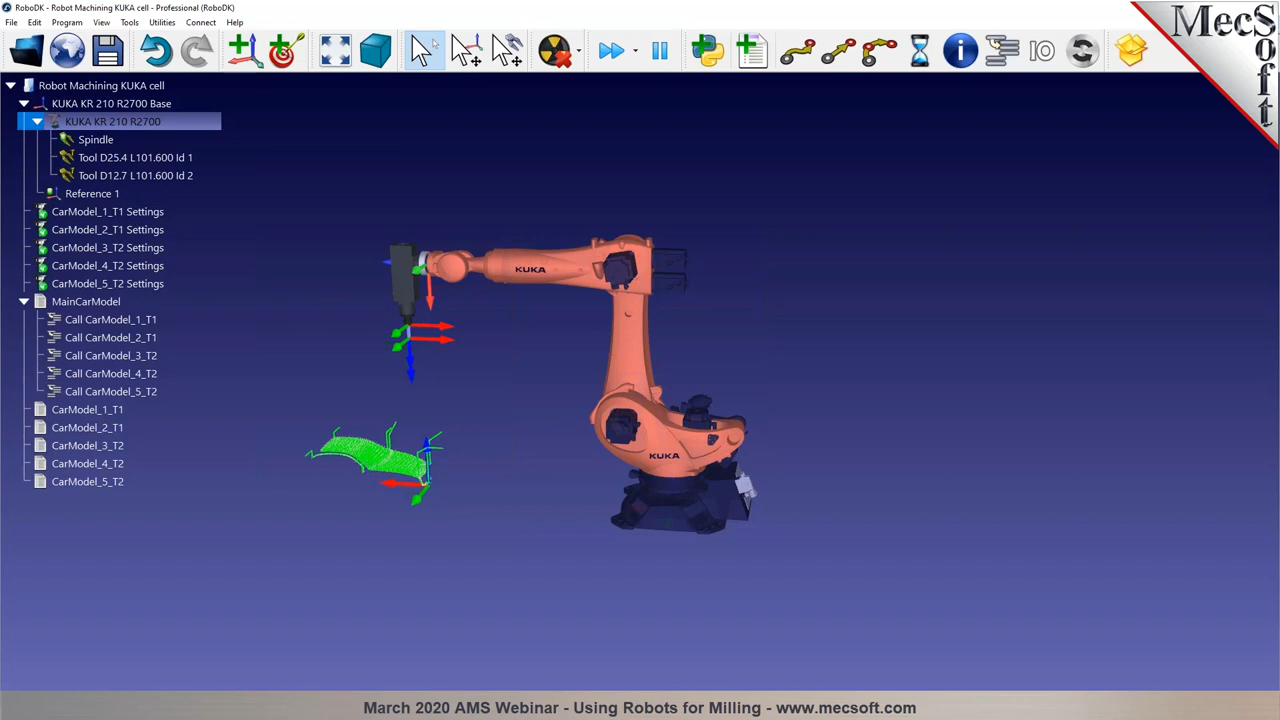 RoboDK - Robot Machining KUKA cell - Professional (RoboDK)
File Edit Program View Tools Utilities Connect Help
IO
MecSoft
Robot Machining KUKA cell
KUKA KR 210 R2700 Base
KUKA KR 210 R2700
Spindle
Tool D25.4 L101.600 Id 1
Tool D12.7 L101.600 Id 2
Reference 1
CarModel_1_T1 Settings
CarModel_2_T1 Settings
CarModel_3_T2 Settings
CarModel_4_T2 Settings
CarModel_5_T2 Settings
MainCarModel
Call CarModel_1_T1
Call CarModel_2_T1
Call CarModel_3_T2
Call CarModel_4_T2
Call CarModel_5_T2
CarModel_1_T1
CarModel_2_T1
CarModel_3_T2
CarModel_4_T2
CarModel_5_T2
KUKA
KUKA
March 2020 AMS Webinar - Using Robots for Milling - www.mecsoft.com